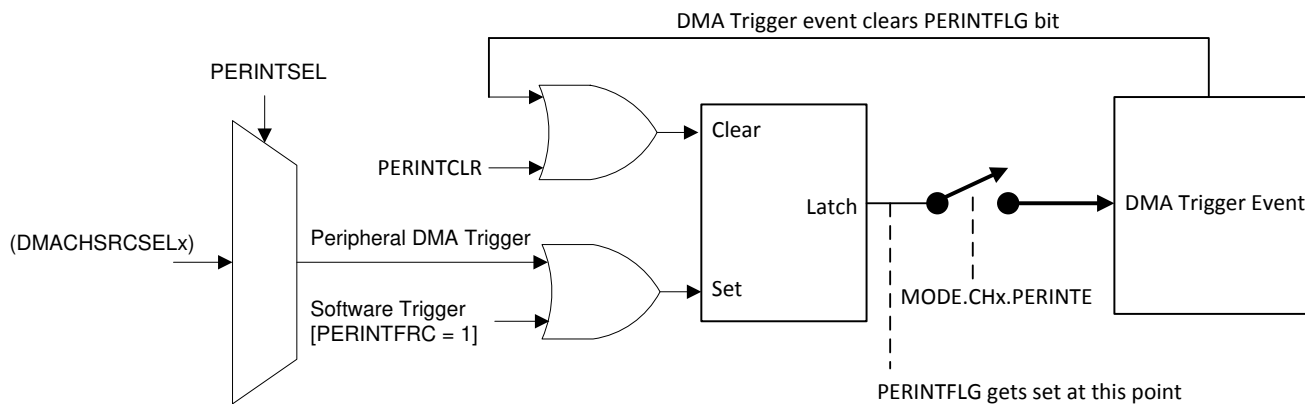 DMA Trigger event clears PERINTFLG bit
PERINTSEL
Clear
PERINTCLR
Latch
DMA Trigger Event
(DMACHSRCSELx)
Peripheral DMA Trigger
Set
MODE.CHx.PERINTE
Software Trigger
[PERINTFRC = 1]
PERINTFLG gets set at this point